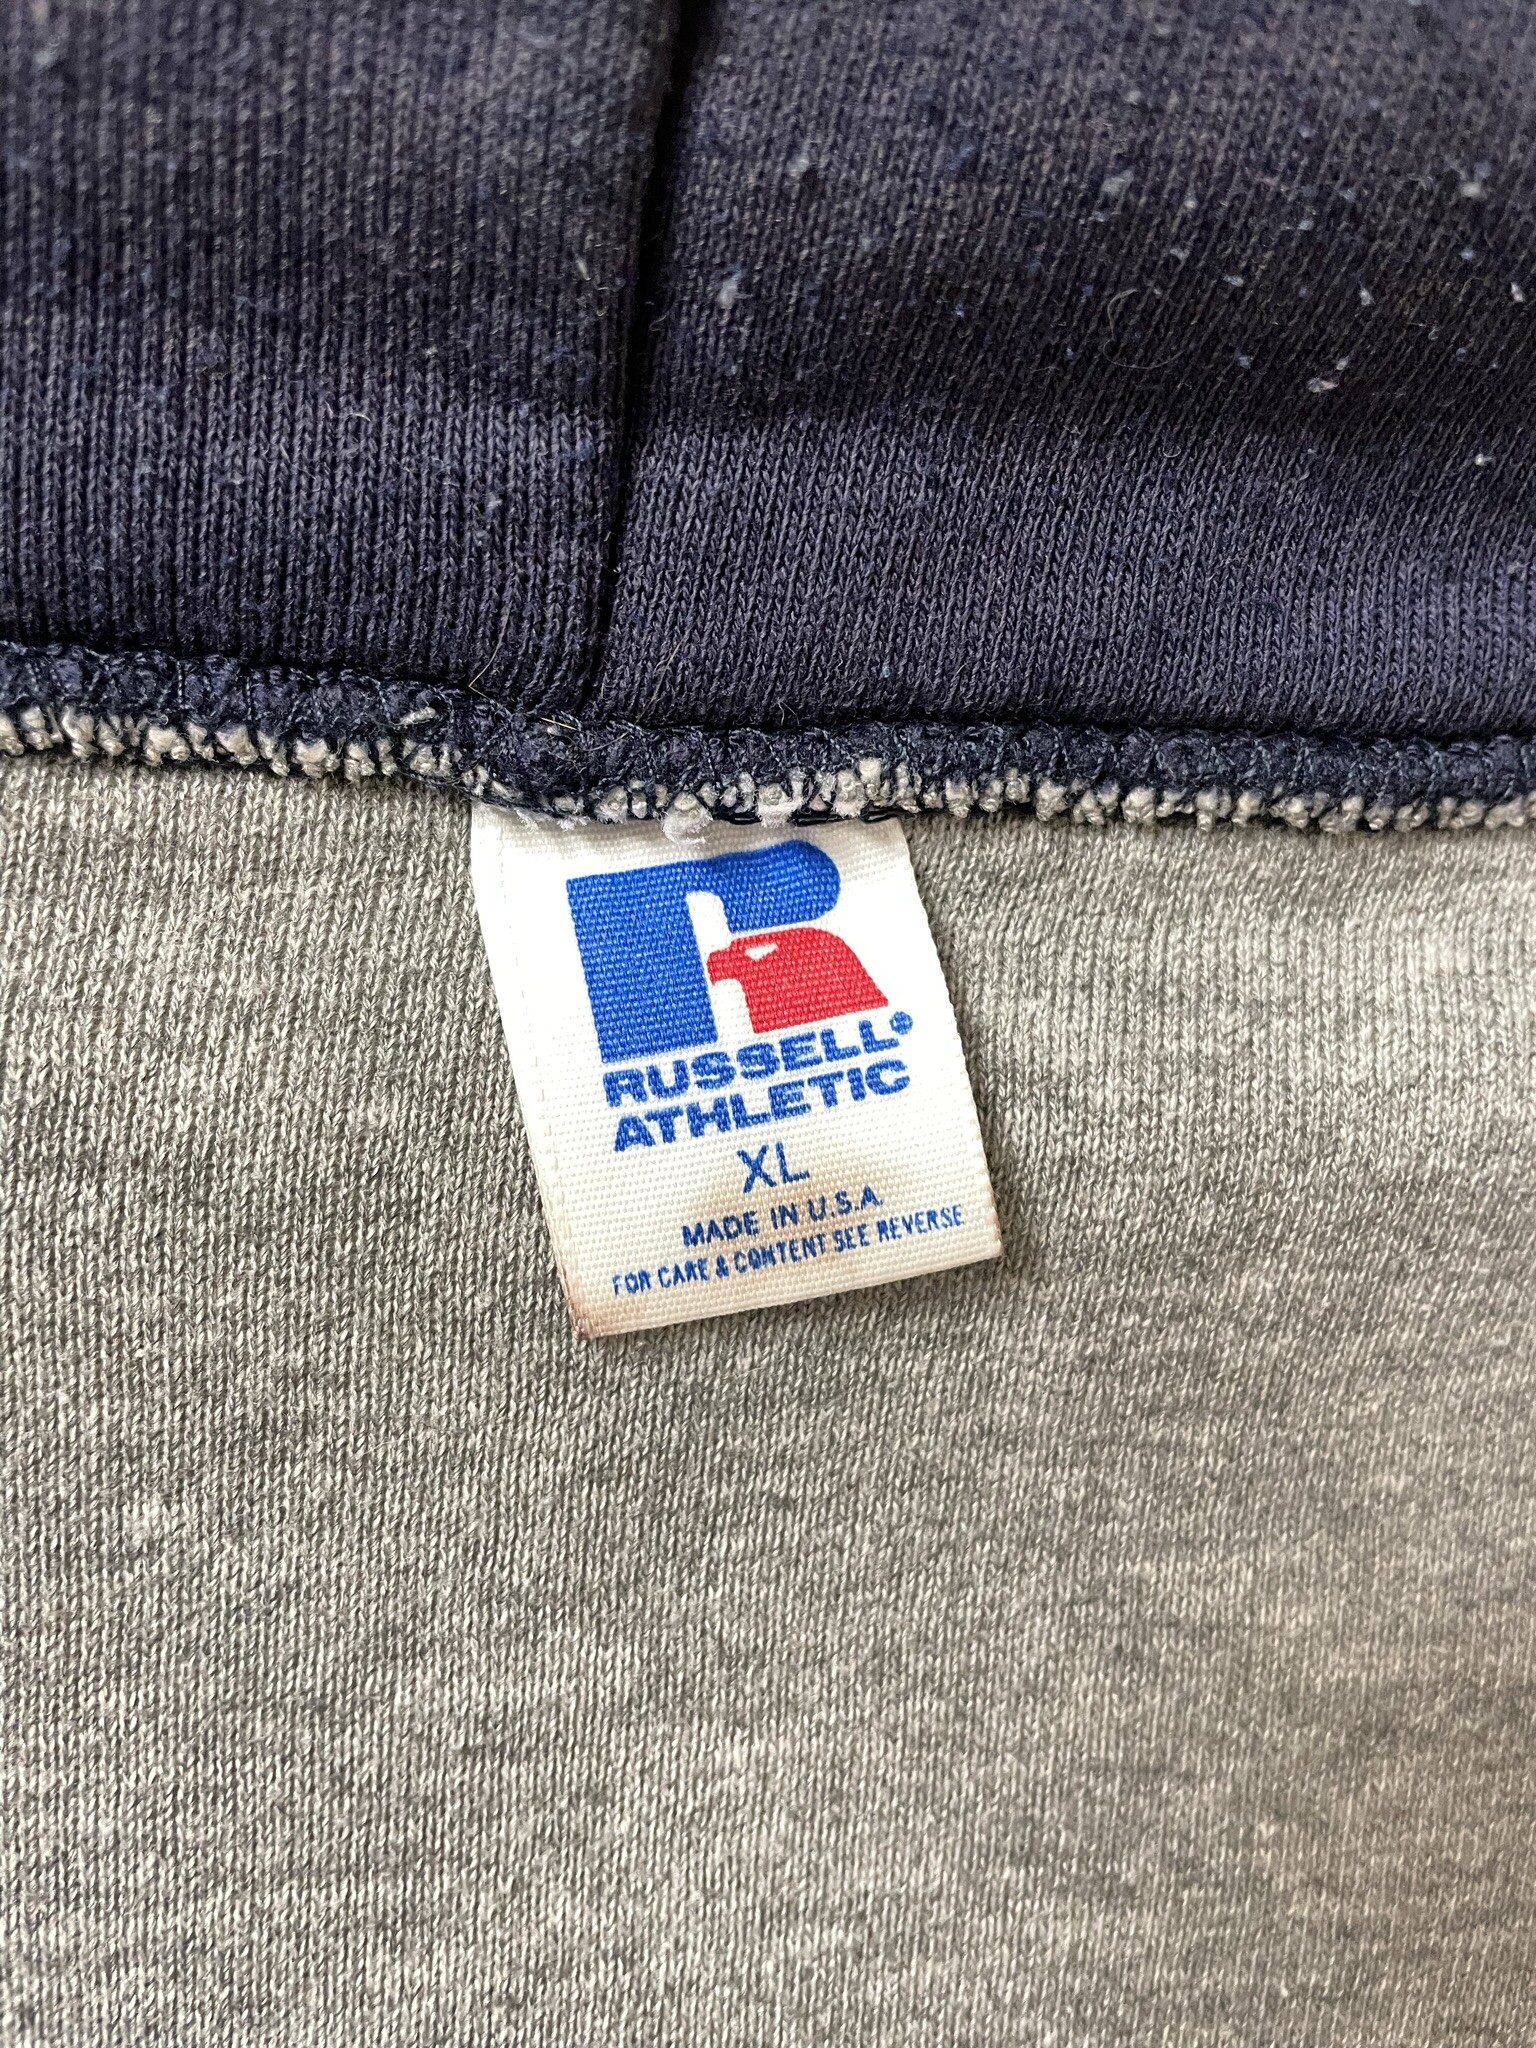 R
RUSSELL®
ATHLETIC
XL
MADE IN U.S.A.
FOR CARE & CONTENT SEE REVERSE